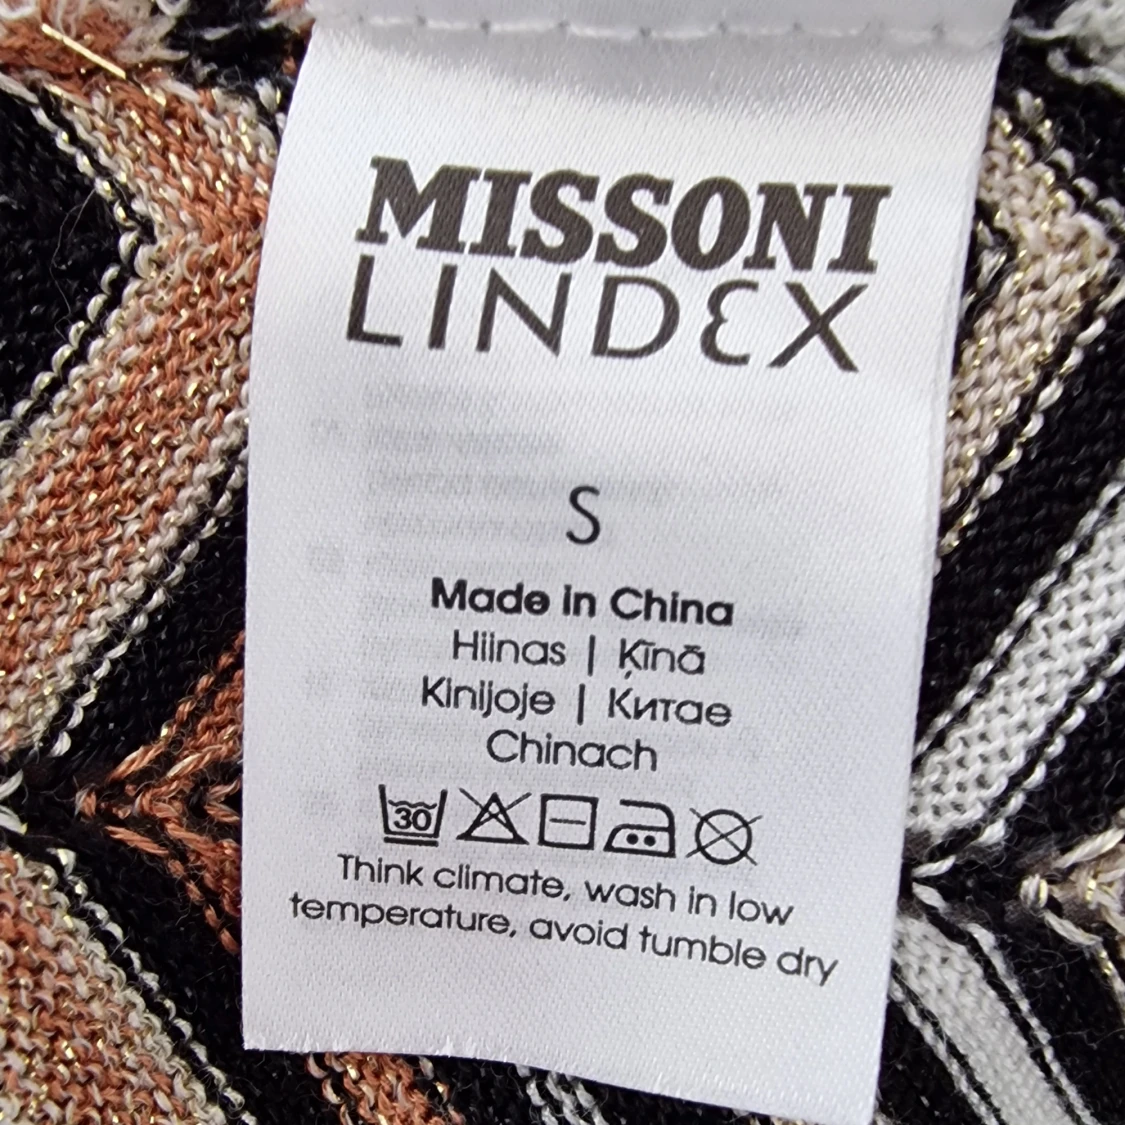 MISSONI
LINDEX
S
Made in China
Hiinas | Ķīnā
Kinijoje | Китае
Chinach
30
Think climate, wash in low
temperature, avoid tumble dry